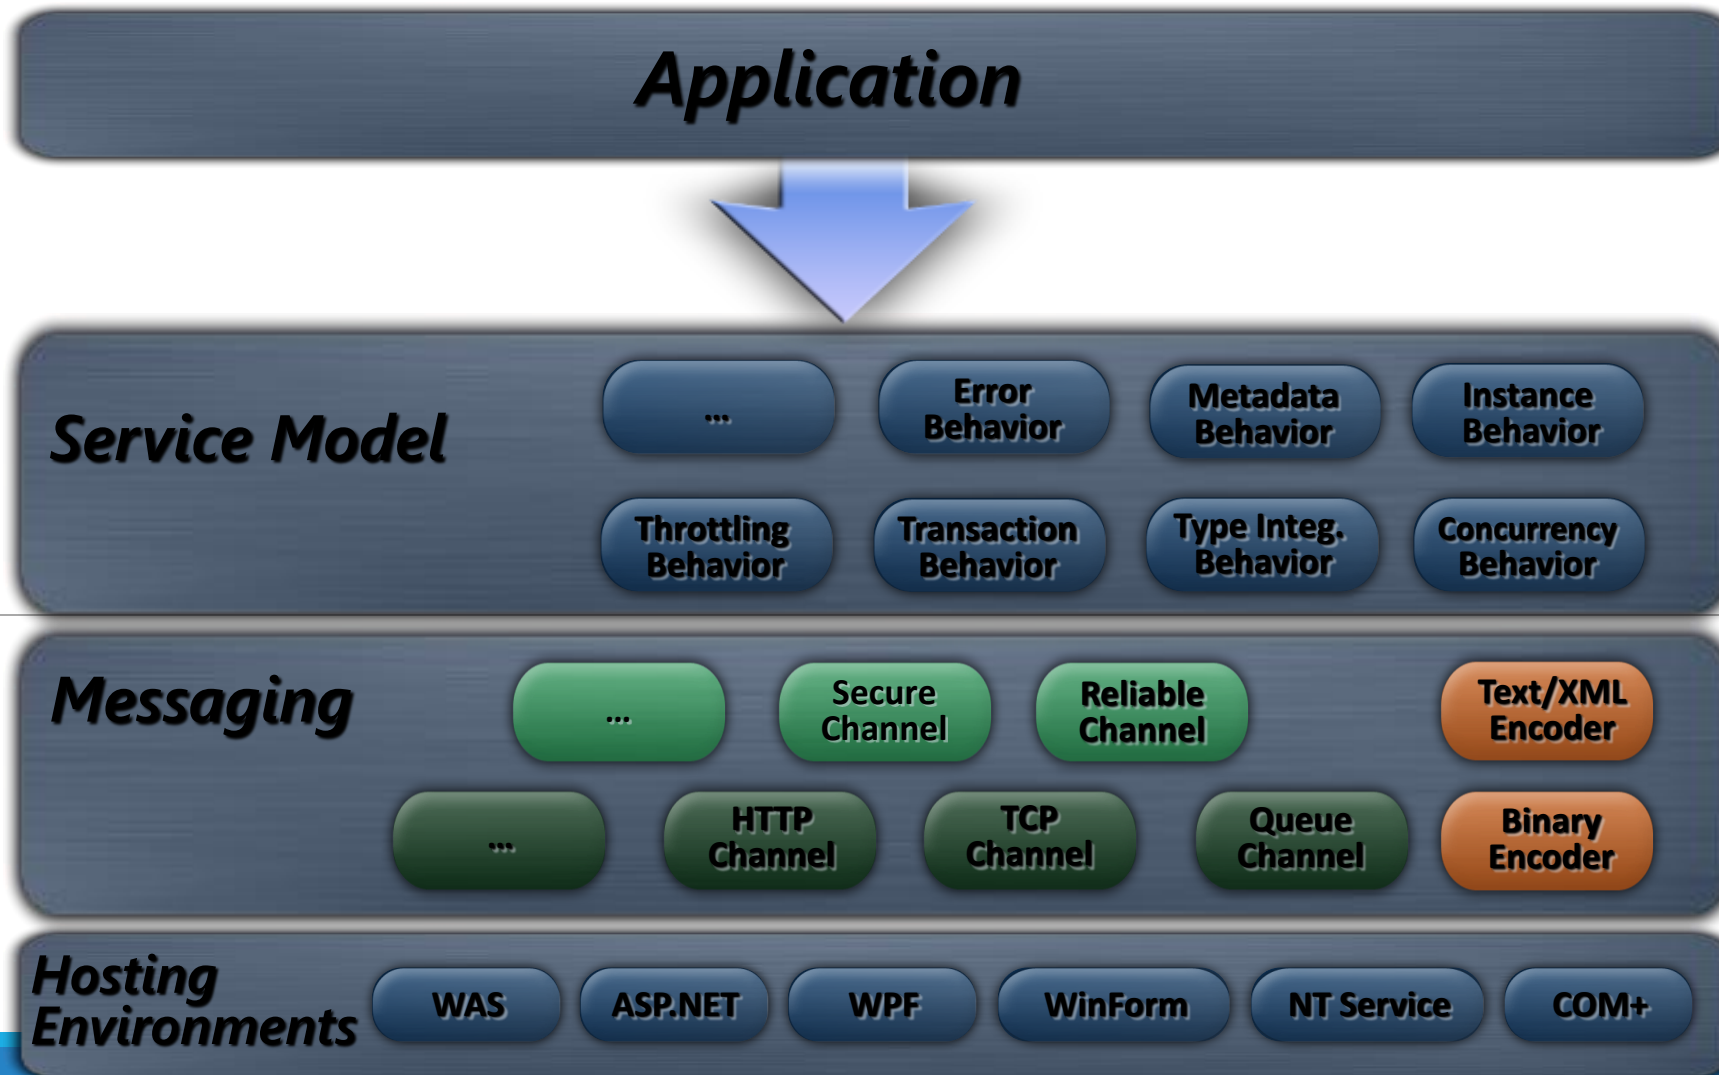 Application
Service Model
...
Error
Behavior
Metadata
Behavior
Instance
Behavior
Throttling
Behavior
Transaction
Behavior
Type Integ.
Behavior
Concurrency
Behavior
Messaging
...
Secure
Channel
Reliable
Channel
Text/XML
Encoder
...
HTTP
Channel
TCP
Channel
Queue
Channel
Binary
Encoder
Hosting
Environments
WAS
ASP.NET
WPF
WinForm
NT Service
COM+